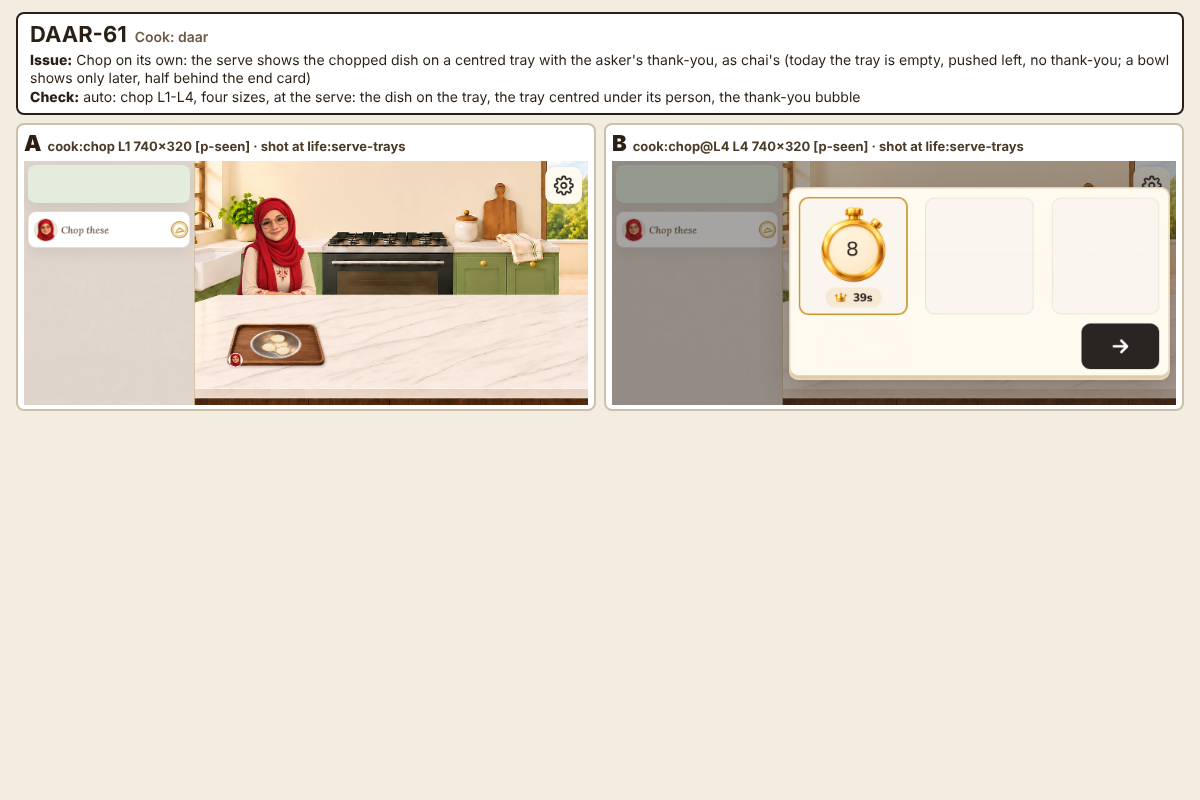 DAAR-61 Cook: daar
Issue: Chop on its own: the serve shows the chopped dish on a centred tray with the asker's thank-you, as chai's (today the tray is empty, pushed left, no thank-you; a bowl
shows only later, half behind the end card)
Check: auto: chop L1-L4, four sizes, at the serve: the dish on the tray, the tray centred under its person, the thank-you bubble
A cook:chop L1 740×320 [p-seen] · shot at life:serve-trays
Chop these
B cook:chop@L4 L4 740×320 [p-seen] · shot at life:serve-trays
Chop these
8
39s